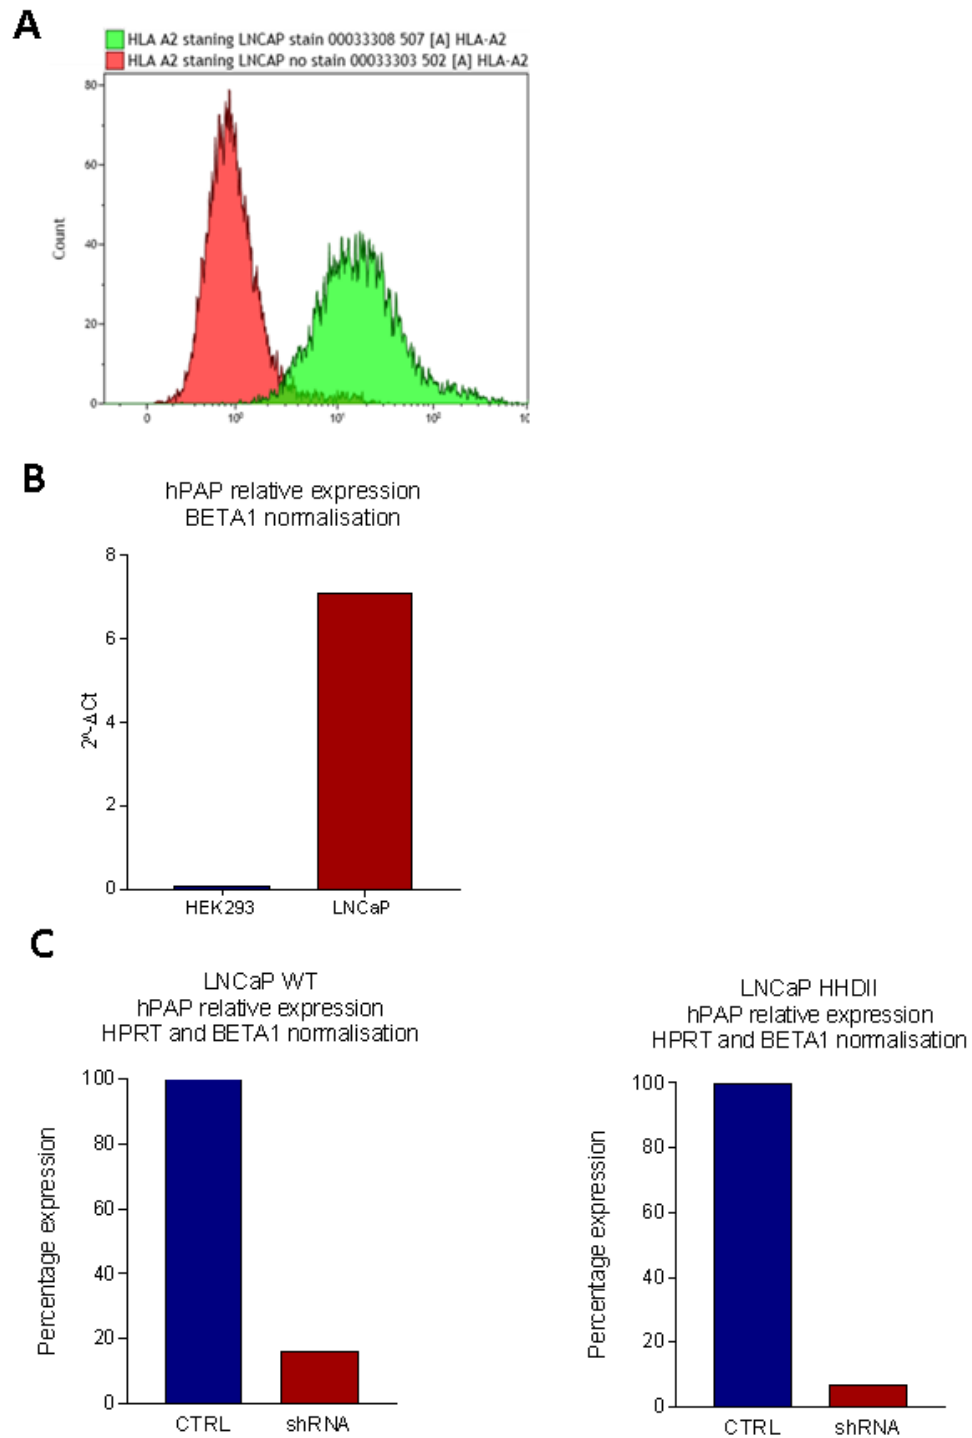 A
HLA A2 staning LNCAP stain 00033308 507 [A] HLA-A2
HLA A2 staning LNCAP no stain 00033303 502 [A] HLA-A2
80
60
40
20
0
Count
0 10⁰ 10¹ 10² 10
B
hPAP relative expression
BETA1 normalisation
8
6
4
2
0
2^-ΔCt
HEK293 LNCaP
C
LNCaP WT
hPAP relative expression
HPRT and BETA1 normalisation
100
80
60
40
20
0
Percentage expression
CTRL shRNA
LNCaP HHDII
hPAP relative expression
HPRT and BETA1 normalisation
100
80
60
40
20
0
Percentage expression
CTRL shRNA